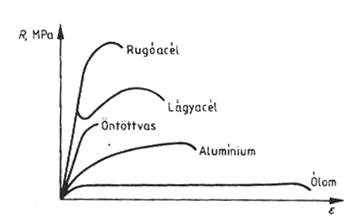 R, MPa
Rugóacél
Lágyacél
Öntöttvas
Alumínium
Ólom
ε